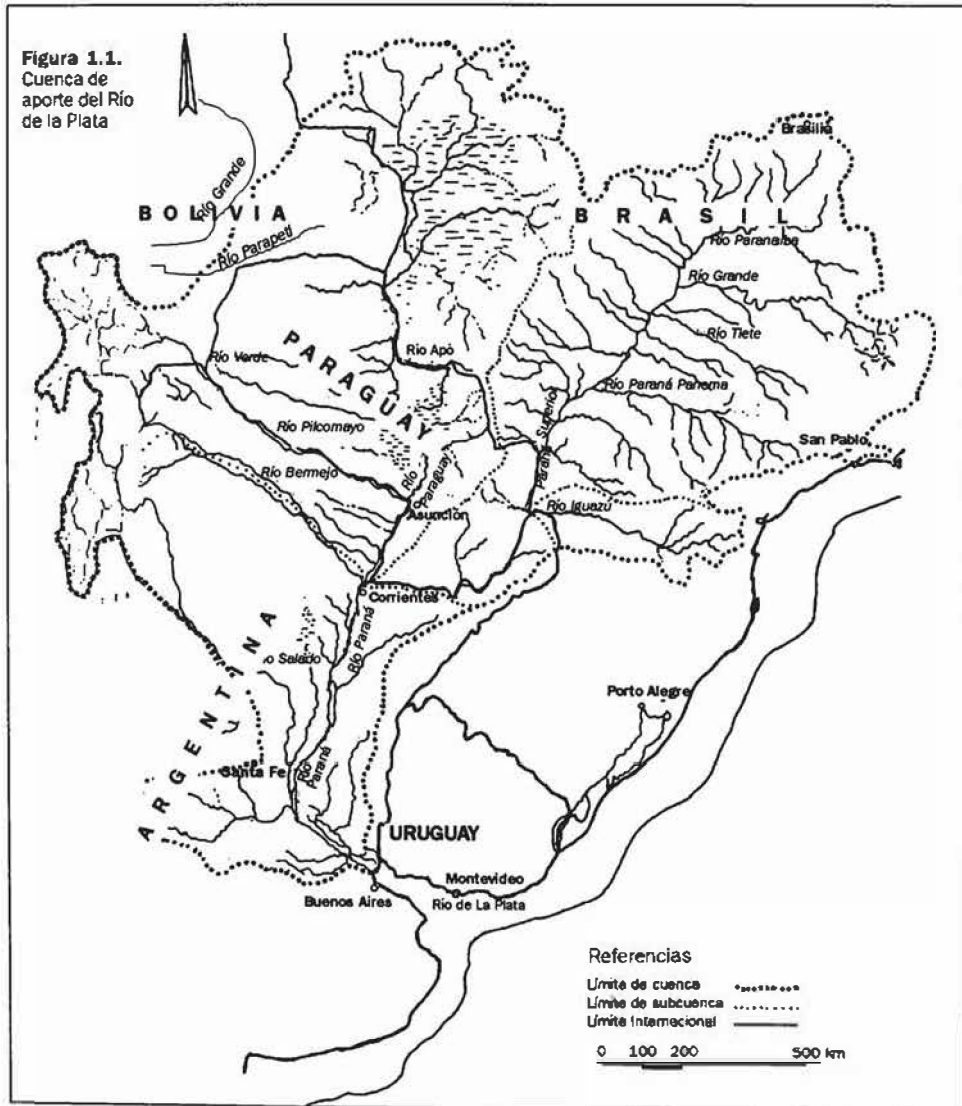 Figura 1.1.
Cuenca de
aporte del Río
de la Plata
Brasilia
Río Grande
BOLIVIA
BRASIL
Río Parapetí
Río Paranaiba
Río Grande
Río Tiete
PARAGUAY
Río Verde
Río Apó
Río Paraná Panema
Río Pilcomayo
Paraná Superior
San Pablo
Río Bermejo
Río Paraguay
Río Iguazú
Asunción
Corrientes
ARGENTINA
o Salado
Río Paraná
Porto Alegre
Santa Fe
Río Paraná
URUGUAY
Montevideo
Buenos Aires
Río de La Plata
Referencias
Límite de cuenca
Límite de subcuenca
Límite Internacional
0 100 200 500 km